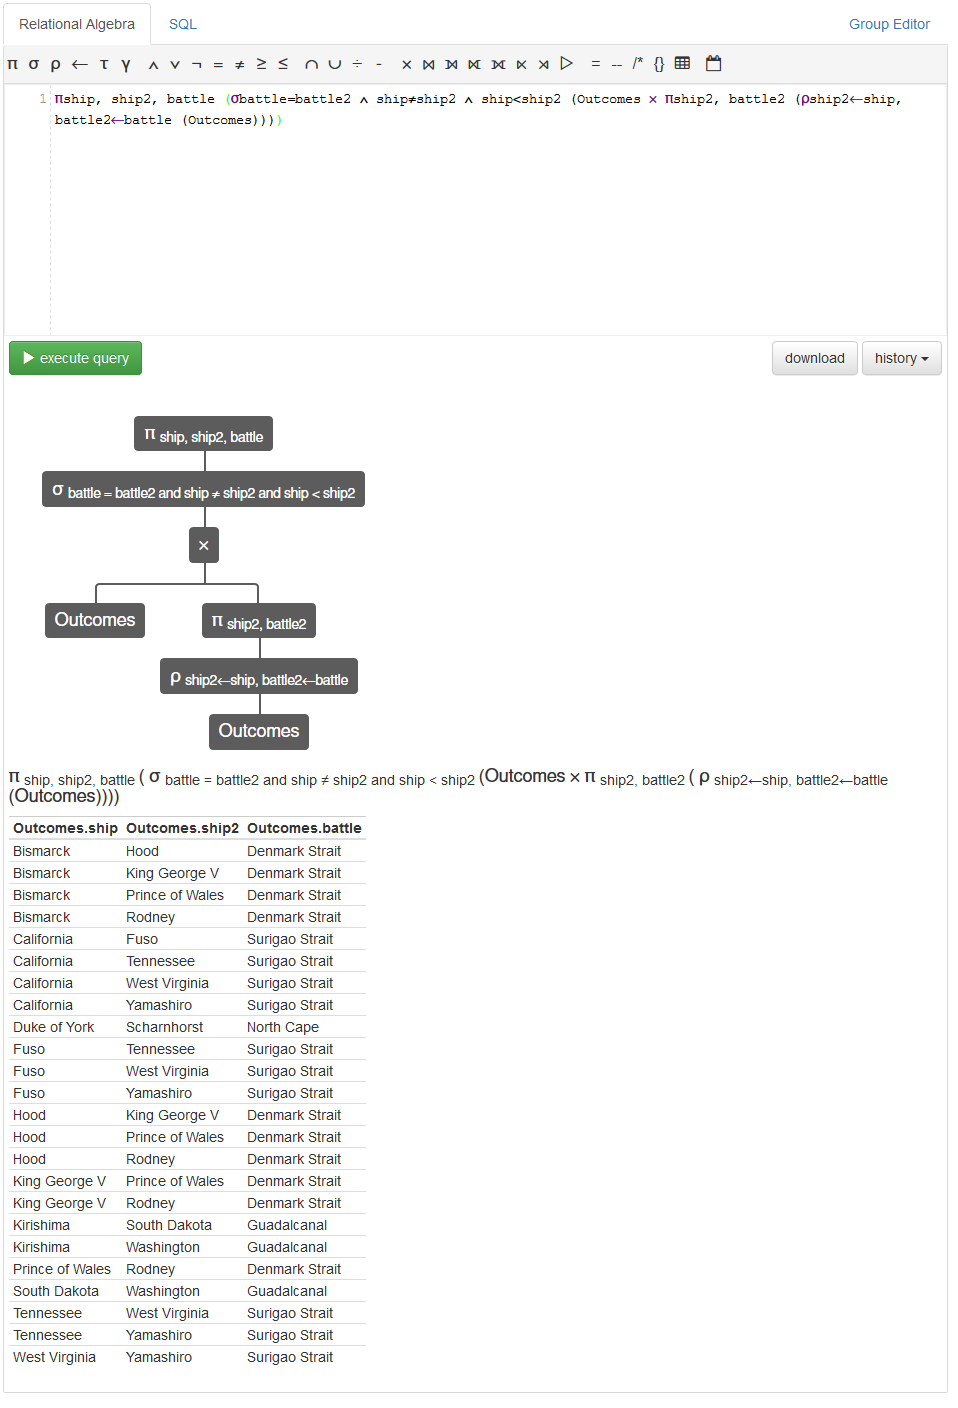 Relational Algebra SQL Group Editor
π σ ρ ← τ γ ∧ ∨ ¬ = ≠ ≥ ≤ ∩ ∪ ÷ - × ⋈ ⟕ ⟖ ⟗ ⋉ ⋊ ▷ = -- /* {}
1 πship, ship2, battle (σbattle=battle2 ∧ ship≠ship2 ∧ ship<ship2 (Outcomes × πship2, battle2 (ρship2←ship,
battle2←battle (Outcomes))))
execute query download history
π ship, ship2, battle
σ battle = battle2 and ship ≠ ship2 and ship < ship2
×
Outcomes π ship2, battle2
ρ ship2←ship, battle2←battle
Outcomes
π ship, ship2, battle ( σ battle = battle2 and ship ≠ ship2 and ship < ship2 (Outcomes × π ship2, battle2 ( ρ ship2←ship, battle2←battle
(Outcomes))))
Outcomes.ship Outcomes.ship2 Outcomes.battle
Bismarck Hood Denmark Strait
Bismarck King George V Denmark Strait
Bismarck Prince of Wales Denmark Strait
Bismarck Rodney Denmark Strait
California Fuso Surigao Strait
California Tennessee Surigao Strait
California West Virginia Surigao Strait
California Yamashiro Surigao Strait
Duke of York Scharnhorst North Cape
Fuso Tennessee Surigao Strait
Fuso West Virginia Surigao Strait
Fuso Yamashiro Surigao Strait
Hood King George V Denmark Strait
Hood Prince of Wales Denmark Strait
Hood Rodney Denmark Strait
King George V Prince of Wales Denmark Strait
King George V Rodney Denmark Strait
Kirishima South Dakota Guadalcanal
Kirishima Washington Guadalcanal
Prince of Wales Rodney Denmark Strait
South Dakota Washington Guadalcanal
Tennessee West Virginia Surigao Strait
Tennessee Yamashiro Surigao Strait
West Virginia Yamashiro Surigao Strait